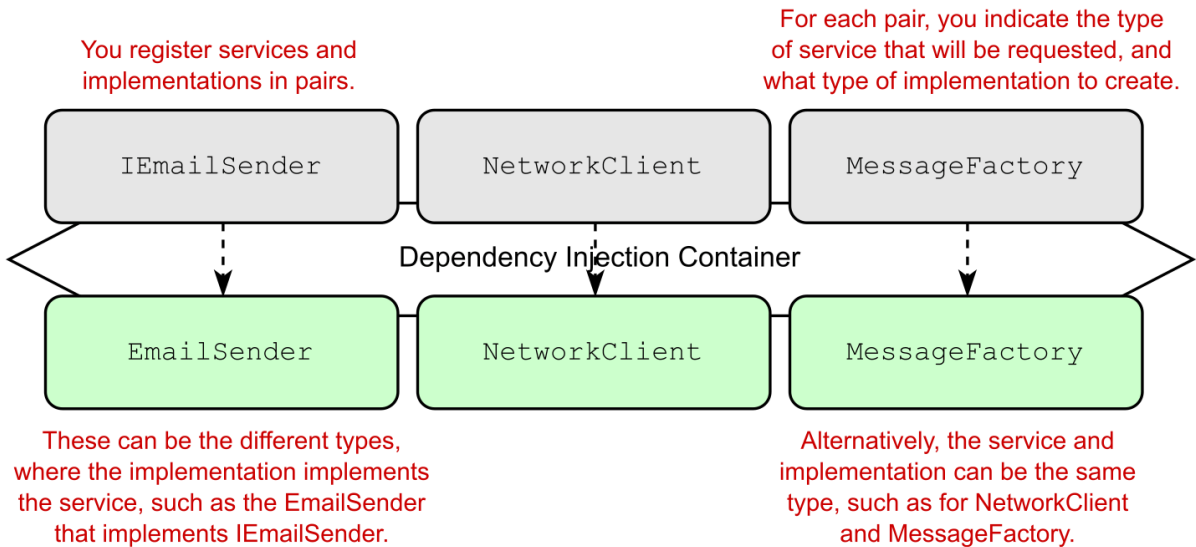 You register services and
implementations in pairs.
For each pair, you indicate the type
of service that will be requested, and
what type of implementation to create.
IEmailSender
NetworkClient
MessageFactory
Dependency Injection Container
EmailSender
NetworkClient
MessageFactory
These can be the different types,
where the implementation implements
the service, such as the EmailSender
that implements IEmailSender.
Alternatively, the service and
implementation can be the same
type, such as for NetworkClient
and MessageFactory.